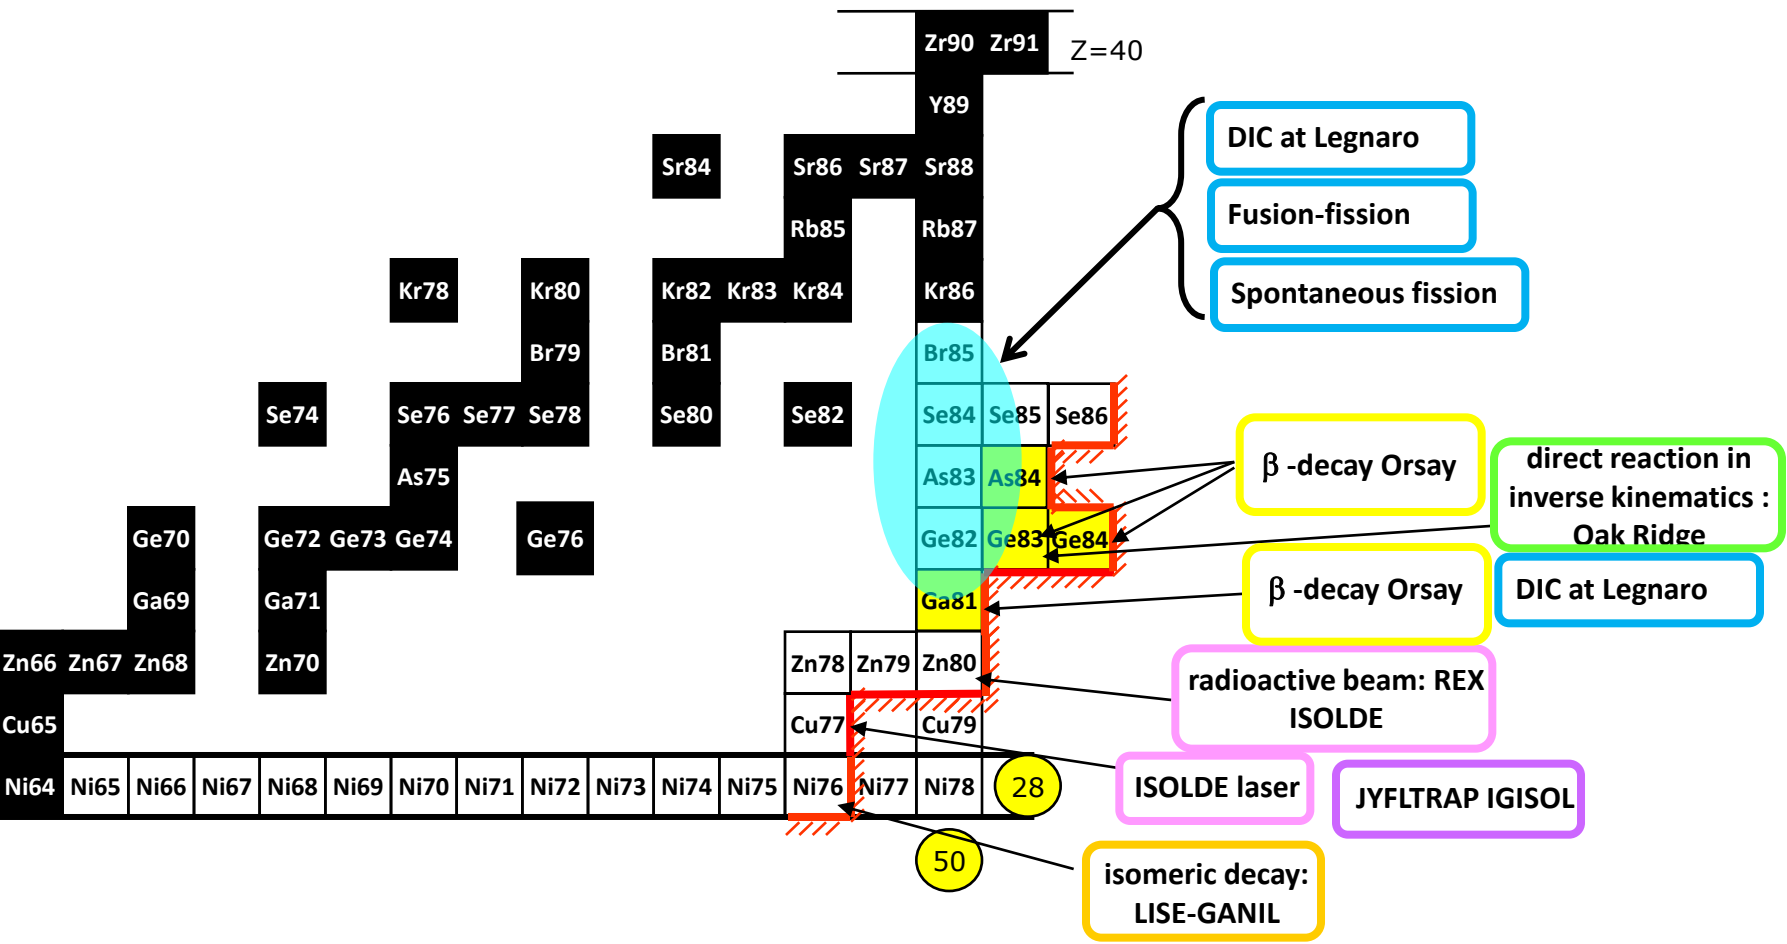 Zr90 Zr91 Z=40
Y89
DIC at Legnaro
Sr84 Sr86 Sr87 Sr88
Fusion-fission
Rb85 Rb87
Kr78 Kr80 Kr82 Kr83 Kr84 Kr86
Spontaneous fission
Br79 Br81 Br85
Se74 Se76 Se77 Se78 Se80 Se82 Se84 Se85 Se86
As75 As83 As84
β -decay Orsay
direct reaction in
inverse kinematics :
Oak Ridge
Ge70 Ge72 Ge73 Ge74 Ge76 Ge82 Ge83 Ge84
Ga69 Ga71 Ga81
β -decay Orsay
DIC at Legnaro
Zn66 Zn67 Zn68 Zn70 Zn78 Zn79 Zn80
radioactive beam: REX
ISOLDE
Cu65 Cu77 Cu79
Ni64 Ni65 Ni66 Ni67 Ni68 Ni69 Ni70 Ni71 Ni72 Ni73 Ni74 Ni75 Ni76 Ni77 Ni78 28
ISOLDE laser
JYFLTRAP IGISOL
50
isomeric decay:
LISE-GANIL